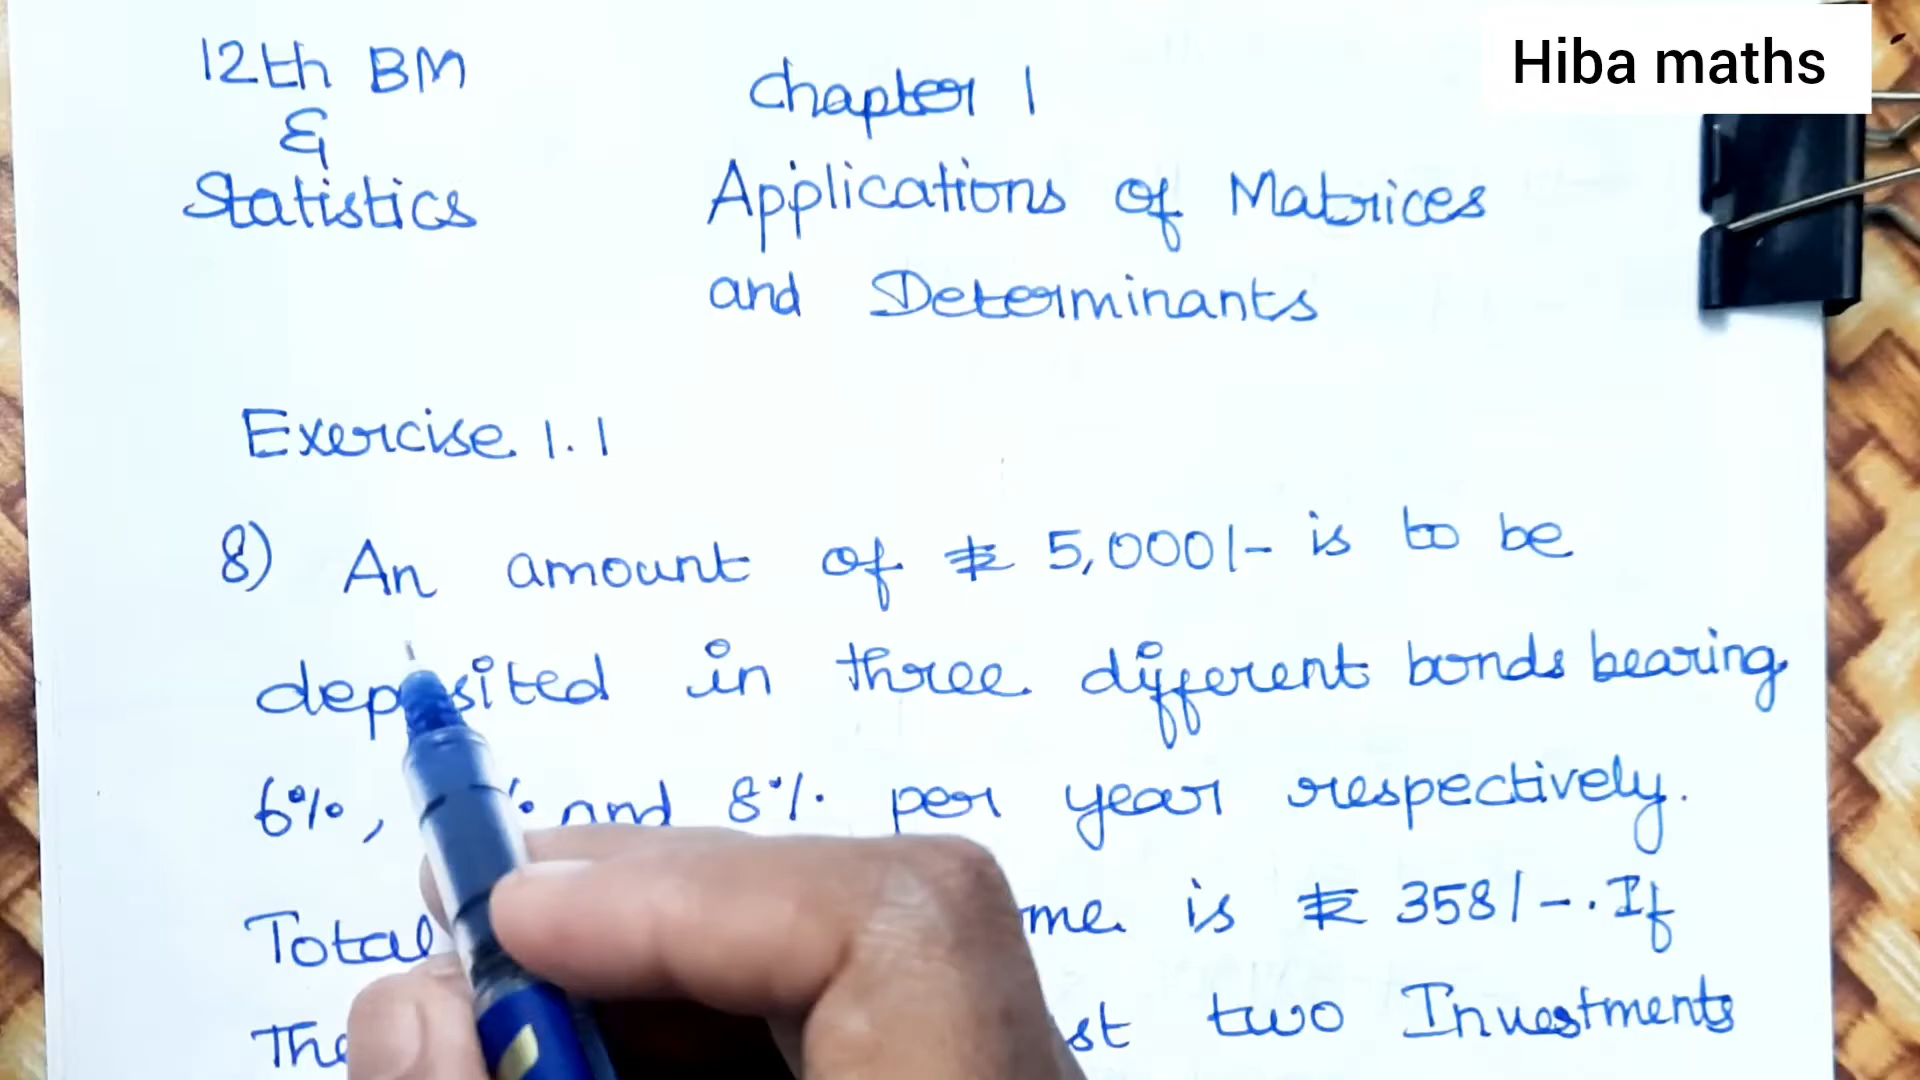 Hiba maths
12th BM
&
Statistics
Chapter 1
Applications of Matrices
and Determinants
Exercise 1.1
8) An amount of ₹ 5,000/- is to be
deposited in three different bonds bearing
6%, and 8% per year respectively.
Total is ₹ 358/-. If
two Investments